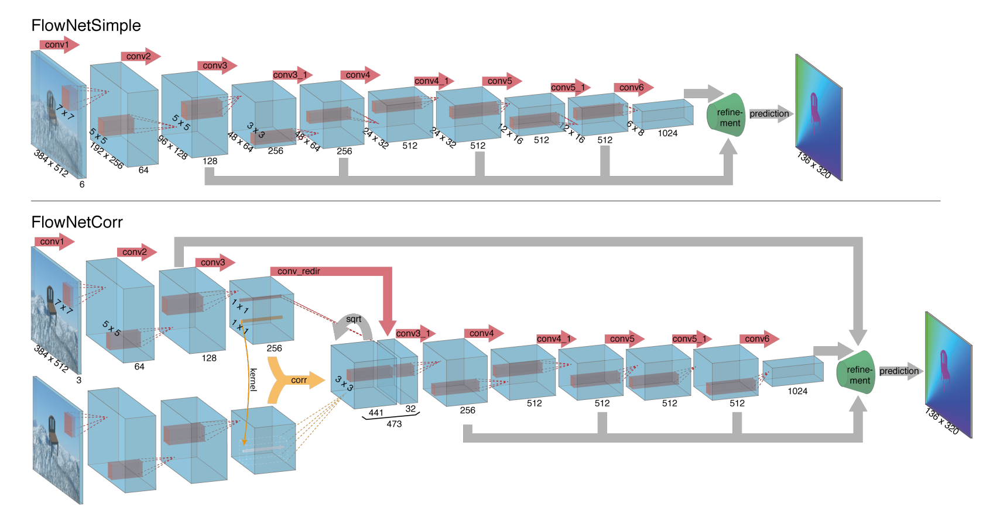 FlowNetSimple
conv1
conv2
conv3
conv3_1
conv4
conv4_1
conv5
conv5_1
conv6
7 x 7
5 x 5
5 x 5
3 x 3
384 x 512
192 x 256
96 x 128
48 x 64
48 x 64
24 x 32
24 x 32
12 x 16
12 x 16
6 x 8
6
64
128
256
256
512
512
512
512
1024
refine-
ment
prediction
136 x 320
FlowNetCorr
conv1
conv2
conv3
conv_redir
sqrt
conv3_1
conv4
conv4_1
conv5
conv5_1
conv6
7 x 7
5 x 5
1 x 1
1 x 1
384 x 512
3
64
128
256
kernel
corr
3 x 3
441
32
473
256
512
512
512
512
1024
refine-
ment
prediction
136 x 320